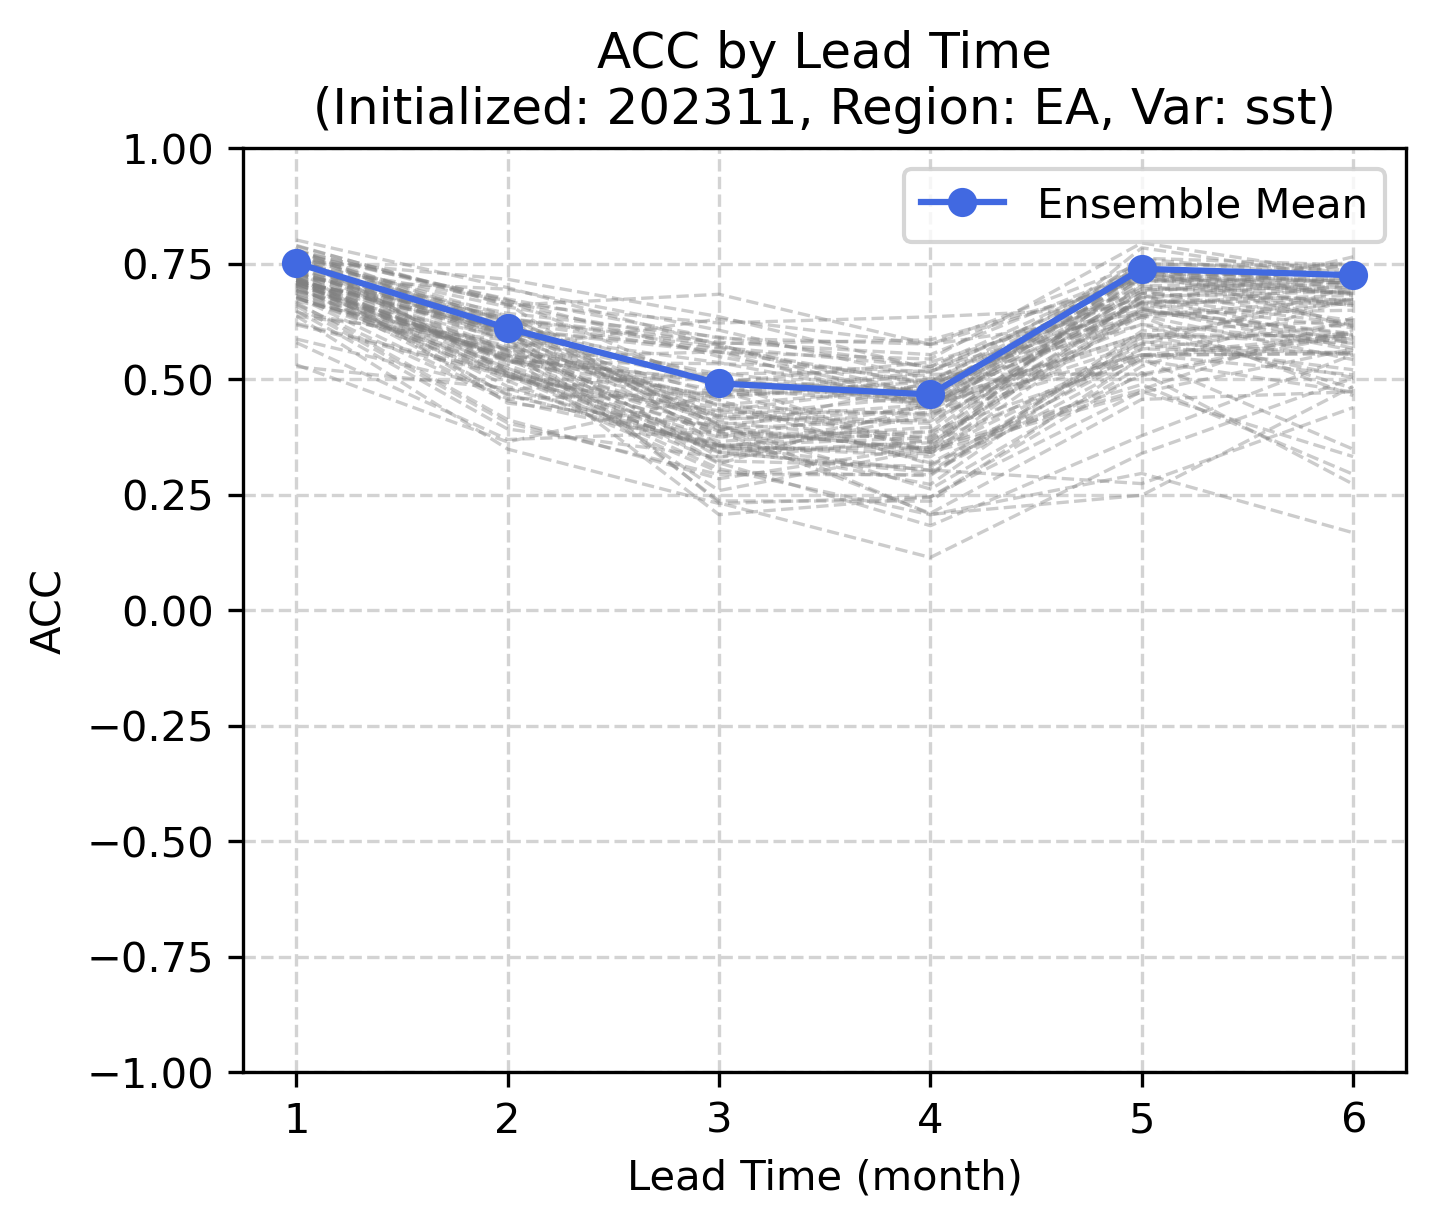 ACC by Lead Time
(Initialized: 202311, Region: EA, Var: sst)
Ensemble Mean
1.00
0.75
0.50
0.25
0.00
−0.25
−0.50
−0.75
−1.00
ACC
1 2 3 4 5 6
Lead Time (month)